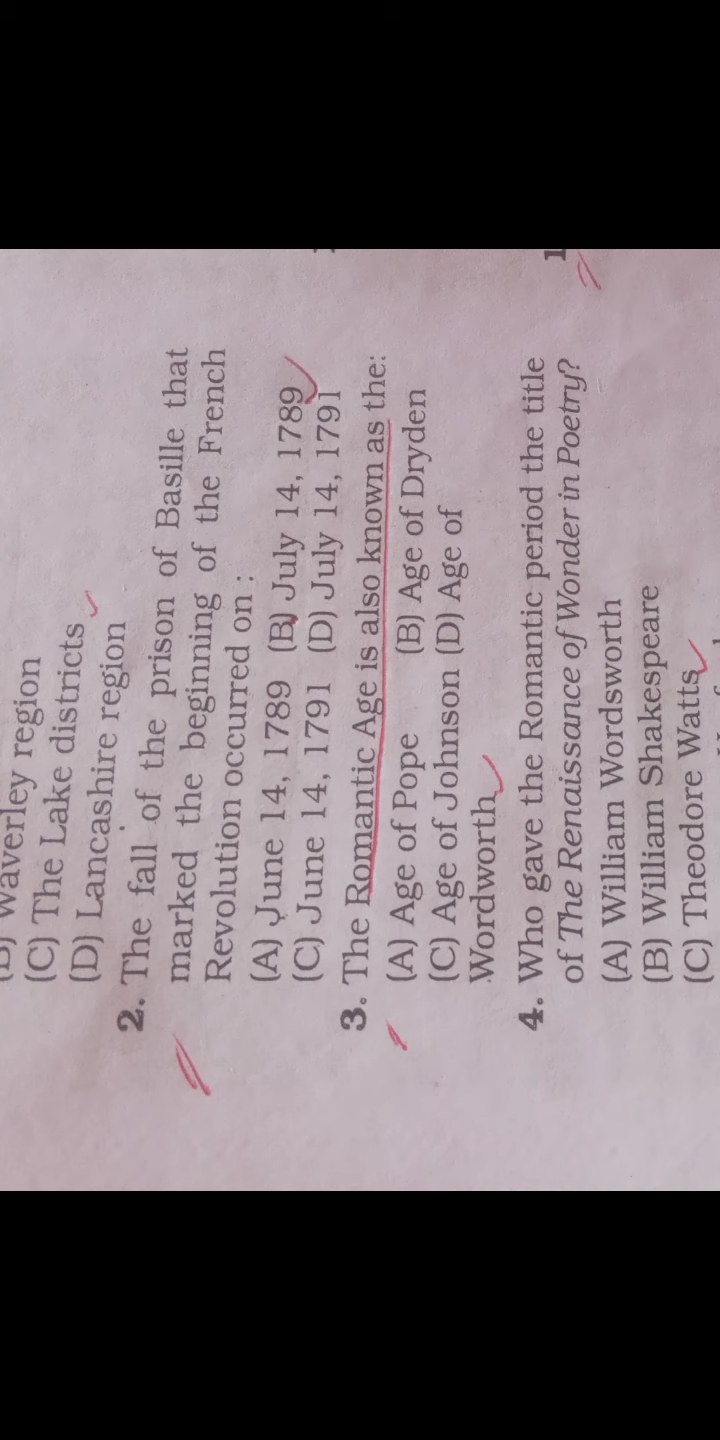 (B) Waverley region
(C) The Lake districts
(D) Lancashire region
2. The fall of the prison of Basille that
marked the beginning of the French
Revolution occurred on :
(A) June 14, 1789 (B) July 14, 1789
(C) June 14, 1791 (D) July 14, 1791
3. The Romantic Age is also known as the:
(A) Age of Pope (B) Age of Dryden
(C) Age of Johnson (D) Age of
Wordworth
4. Who gave the Romantic period the title
of The Renaissance of Wonder in Poetry?
(A) William Wordsworth
(B) William Shakespeare
(C) Theodore Watts